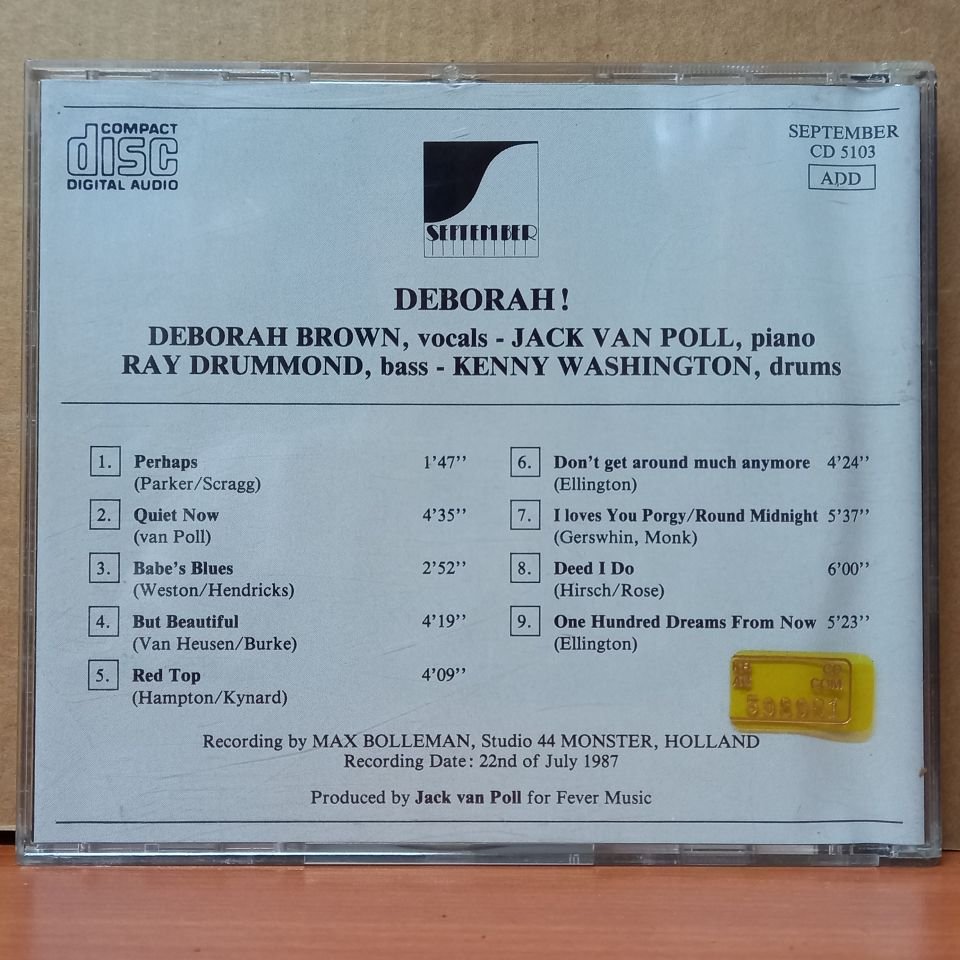 COMPACT
disc
DIGITAL AUDIO
SEPTEMBER
SEPTEMBER
CD 5103
ADD
DEBORAH!
DEBORAH BROWN, vocals - JACK VAN POLL, piano
RAY DRUMMOND, bass - KENNY WASHINGTON, drums
1. Perhaps 1'47''
(Parker/Scragg)
2. Quiet Now 4'35''
(van Poll)
3. Babe's Blues 2'52''
(Weston/Hendricks)
4. But Beautiful 4'19''
(Van Heusen/Burke)
5. Red Top 4'09''
(Hampton/Kynard)
6. Don't get around much anymore 4'24''
(Ellington)
7. I loves You Porgy/Round Midnight 5'37''
(Gerswhin, Monk)
8. Deed I Do 6'00''
(Hirsch/Rose)
9. One Hundred Dreams From Now 5'23''
(Ellington)
Recording by MAX BOLLEMAN, Studio 44 MONSTER, HOLLAND
Recording Date: 22nd of July 1987
Produced by Jack van Poll for Fever Music